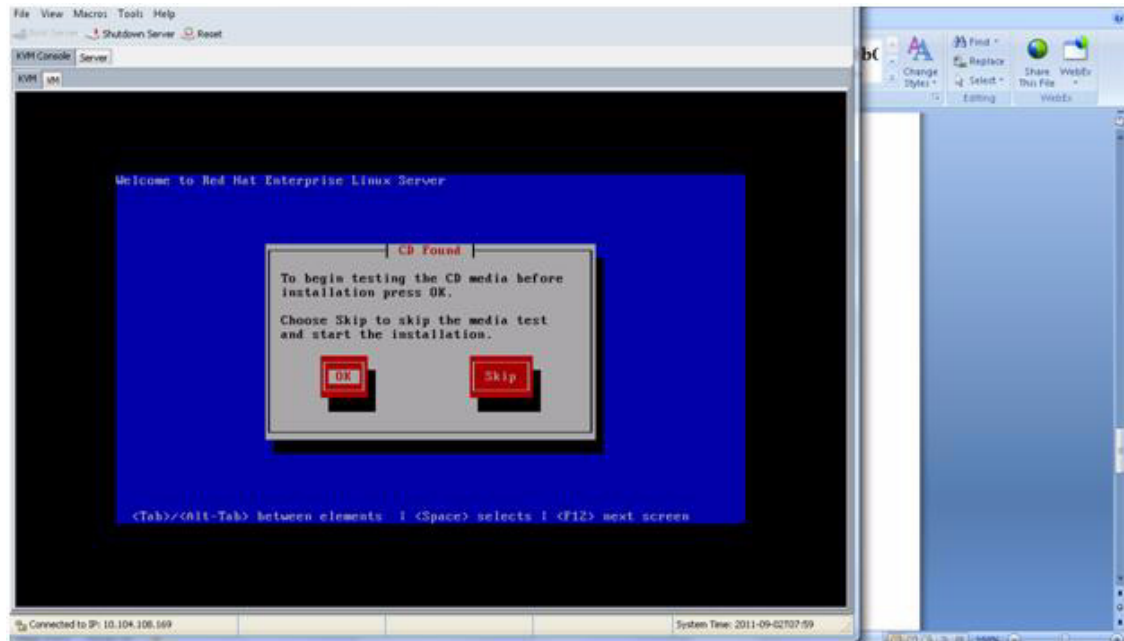 File View Macros Tools Help
Shutdown Server Reset
KVM Console Server
KVM VM
Welcome to Red Hat Enterprise Linux Server
CD Found
To begin testing the CD media before
installation press OK.
Choose Skip to skip the media test
and start the installation.
OK Skip
<Tab>/<Alt-Tab> between elements | <Space> selects | <F12> next screen
Connected to IP: 10.104.108.169
System Time: 2011-09-02T07:59
Change
Styles
Find
Replace
Select
Editing
Share
This File
WebEx
WebEx